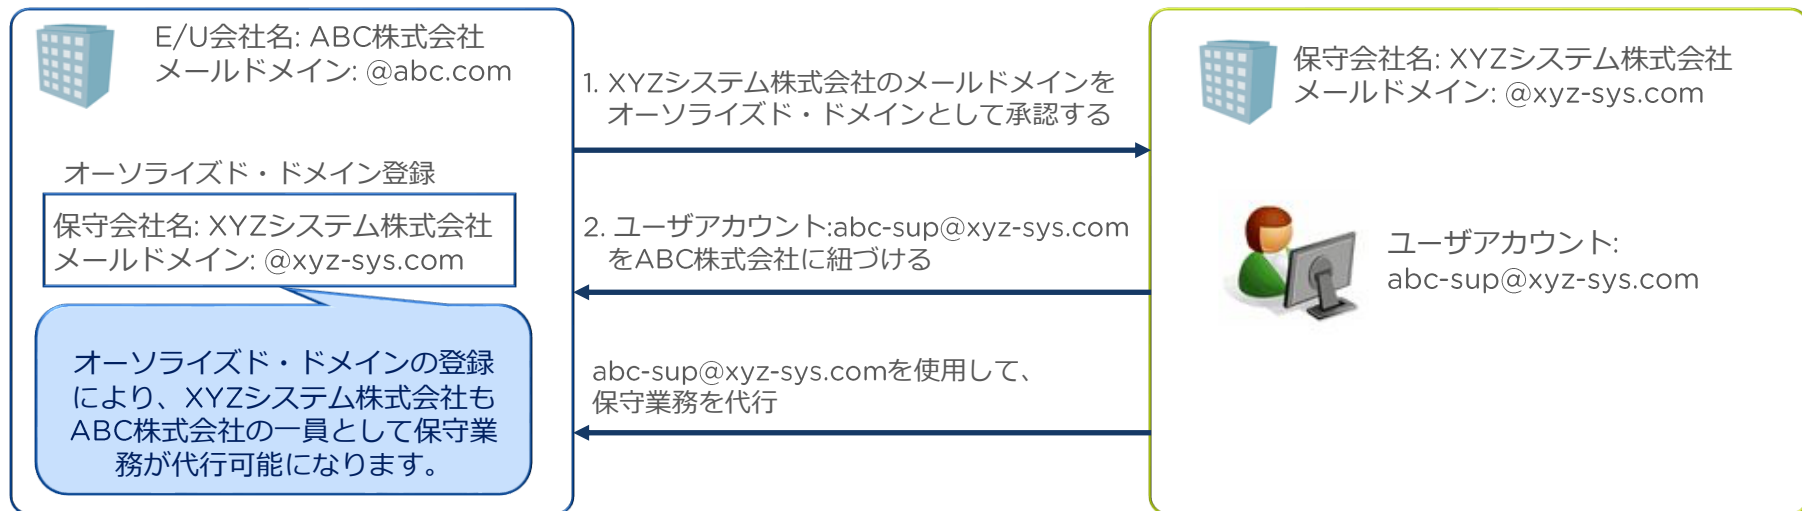 E/U会社名: ABC株式会社
メールドメイン: @abc.com
オーソライズド・ドメイン登録
保守会社名: XYZシステム株式会社
メールドメイン: @xyz-sys.com
オーソライズド・ドメインの登録
により、XYZシステム株式会社も
ABC株式会社の一員として保守業
務が代行可能になります。
1. XYZシステム株式会社のメールドメインを
オーソライズド・ドメインとして承認する
2. ユーザアカウント:abc-sup@xyz-sys.com
をABC株式会社に紐づける
abc-sup@xyz-sys.comを使用して、
保守業務を代行
保守会社名: XYZシステム株式会社
メールドメイン: @xyz-sys.com
ユーザアカウント:
abc-sup@xyz-sys.com